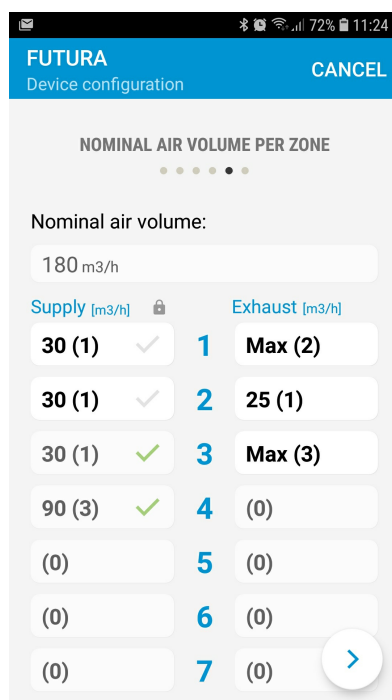 72% 11:24
FUTURA
Device configuration
CANCEL
NOMINAL AIR VOLUME PER ZONE
Nominal air volume:
180 m3/h
Supply [m3/h] Exhaust [m3/h]
30 (1) 1 Max (2)
30 (1) 2 25 (1)
30 (1) 3 Max (3)
90 (3) 4 (0)
(0) 5 (0)
(0) 6 (0)
(0) 7 (0)